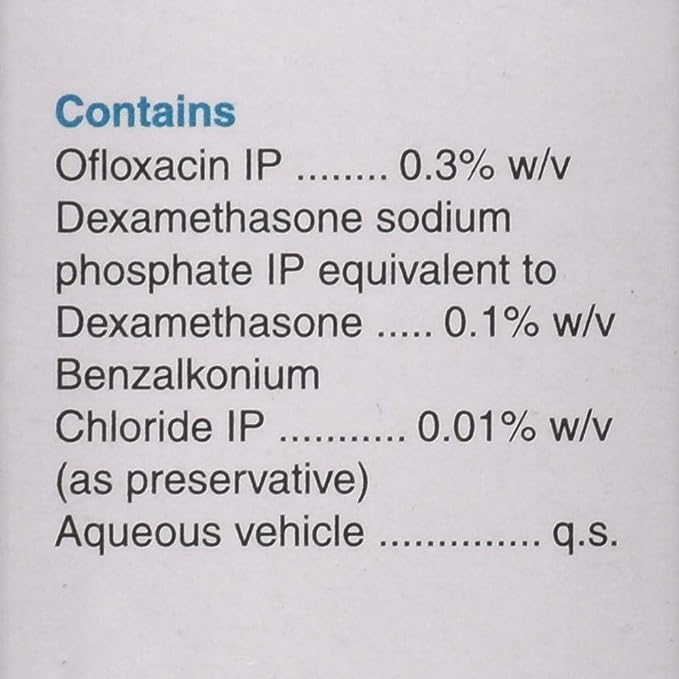 Contains
Ofloxacin IP ........ 0.3% w/v
Dexamethasone sodium
phosphate IP equivalent to
Dexamethasone ..... 0.1% w/v
Benzalkonium
Chloride IP ........... 0.01% w/v
(as preservative)
Aqueous vehicle .............. q.s.